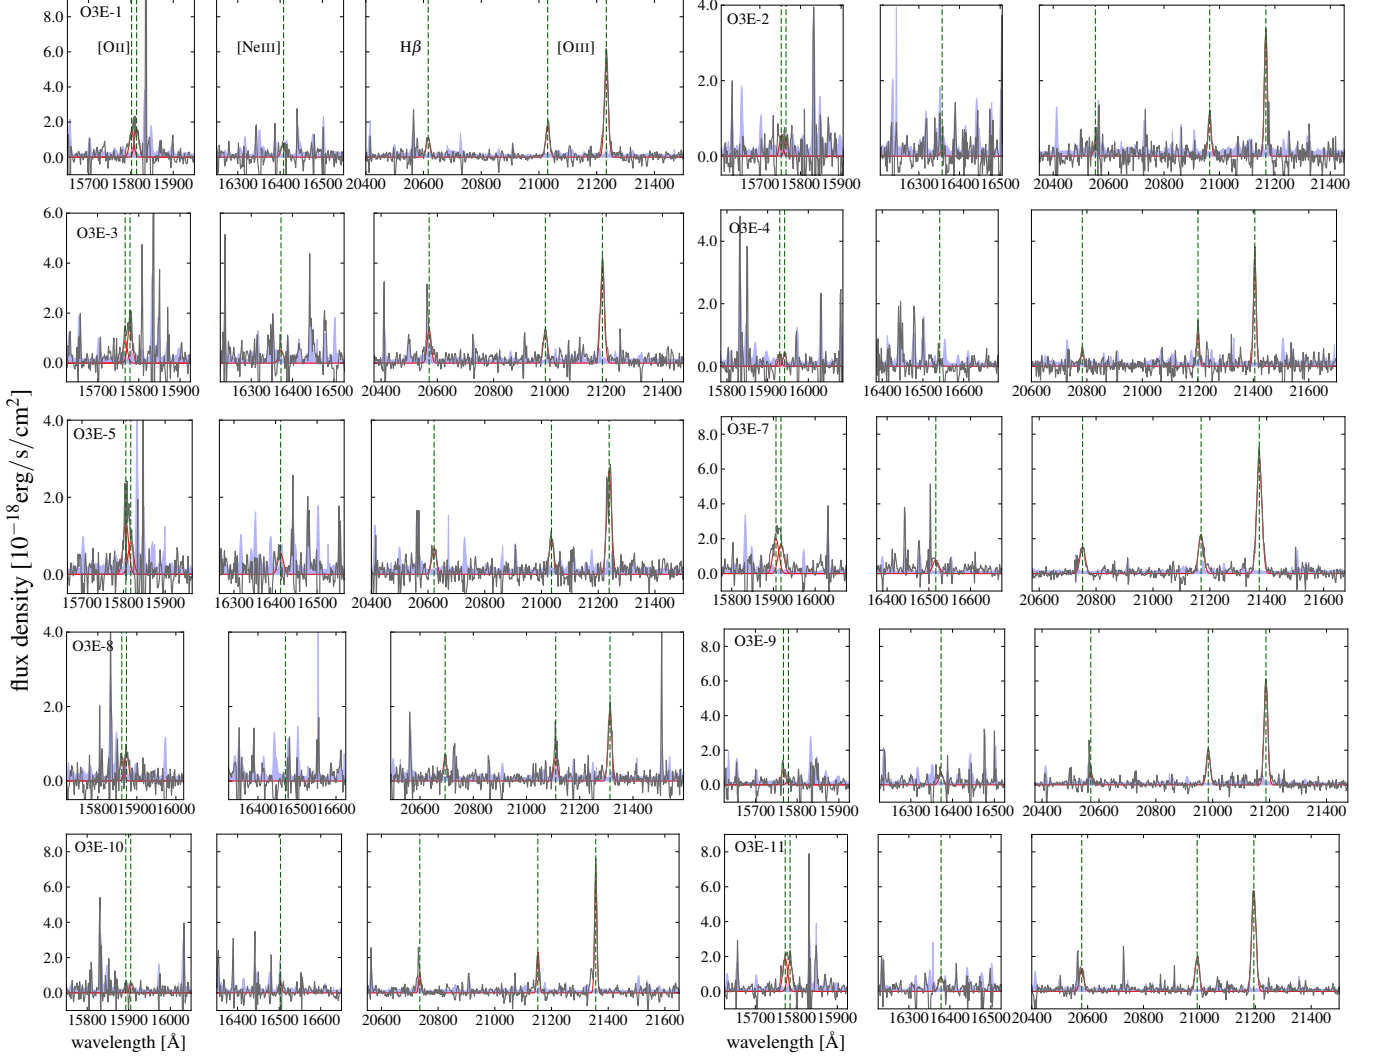 O3E-1
[OII]
[NeIII]
Hβ
[OIII]
8.0
6.0
4.0
2.0
0.0
15700 15800 15900
16300 16400 16500
20400 20600 20800 21000 21200 21400
O3E-2
4.0
2.0
0.0
15700 15800 15900
16300 16400 16500
20400 20600 20800 21000 21200 21400
O3E-3
6.0
4.0
2.0
0.0
15700 15800 15900
16300 16400 16500
20400 20600 20800 21000 21200 21400
O3E-4
4.0
2.0
0.0
15800 15900 16000
16400 16500 16600
20600 20800 21000 21200 21400 21600
O3E-5
4.0
2.0
0.0
15700 15800 15900
16300 16400 16500
20400 20600 20800 21000 21200 21400
O3E-7
8.0
6.0
4.0
2.0
0.0
15800 15900 16000
16400 16500 16600
20600 20800 21000 21200 21400 21600
O3E-8
4.0
2.0
0.0
15800 15900 16000
16400 16500 16600
20600 20800 21000 21200 21400
O3E-9
8.0
6.0
4.0
2.0
0.0
15700 15800 15900
16300 16400 16500
20400 20600 20800 21000 21200 21400
O3E-10
8.0
6.0
4.0
2.0
0.0
15800 15900 16000
16400 16500 16600
20600 20800 21000 21200 21400 21600
O3E-11
8.0
6.0
4.0
2.0
0.0
15700 15800 15900
16300 16400 16500
20400 20600 20800 21000 21200 21400
flux density [10⁻¹⁸erg/s/cm²]
wavelength [Å]
wavelength [Å]